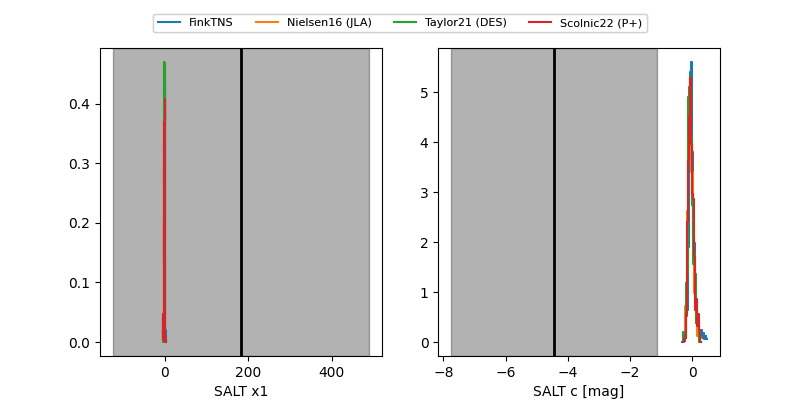 FinkTNS Nielsen16 (JLA) Taylor21 (DES) Scolnic22 (P+)
0.4
0.3
0.2
0.1
0.0
0 200 400
SALT x1
5
4
3
2
1
0
−8 −6 −4 −2 0
SALT c [mag]